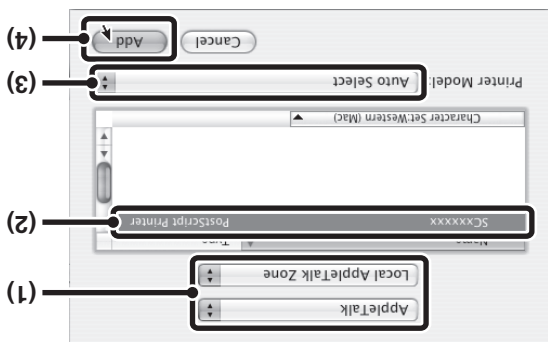 AppleTalk
Local AppleTalk Zone
(1)
Name Type
SCxxxxxx PostScript Printer
(2)
Character Set:Western (Mac)
Printer Model: Auto Select
(3)
Cancel Add
(4)